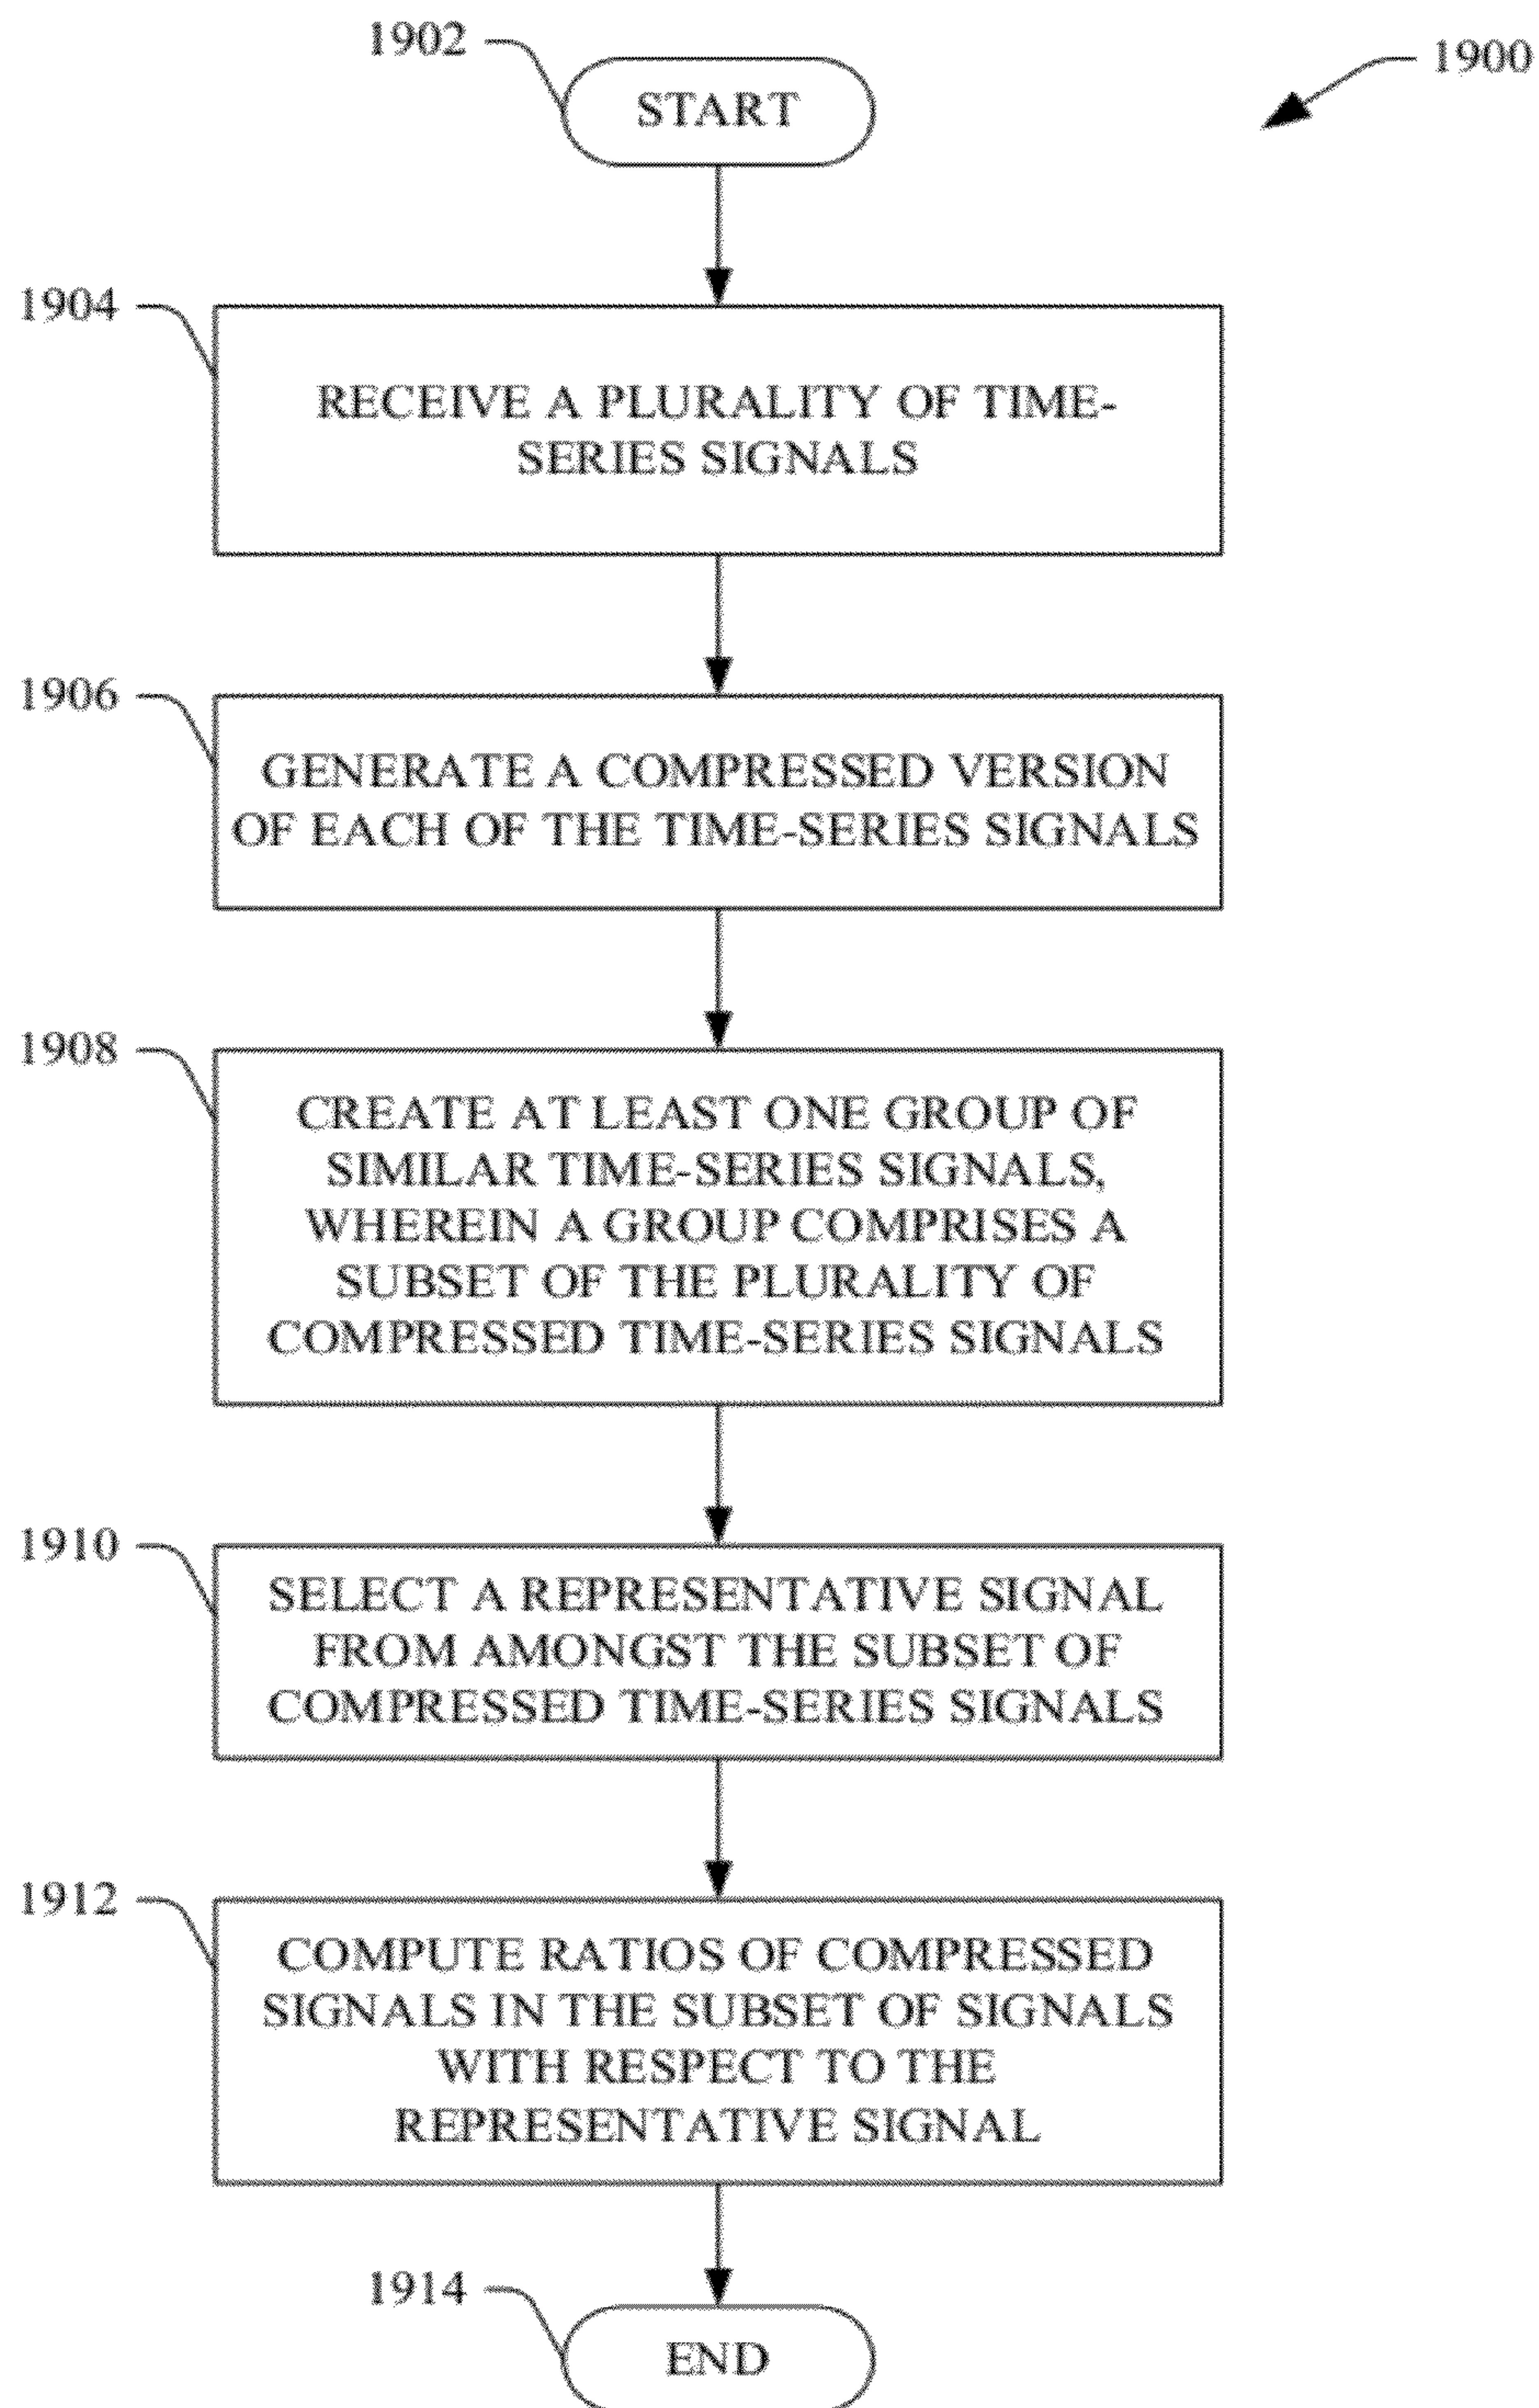 1902
START
1900
1904
RECEIVE A PLURALITY OF TIME-
SERIES SIGNALS
1906
GENERATE A COMPRESSED VERSION
OF EACH OF THE TIME-SERIES SIGNALS
1908
CREATE AT LEAST ONE GROUP OF
SIMILAR TIME-SERIES SIGNALS,
WHEREIN A GROUP COMPRISES A
SUBSET OF THE PLURALITY OF
COMPRESSED TIME-SERIES SIGNALS
1910
SELECT A REPRESENTATIVE SIGNAL
FROM AMONGST THE SUBSET OF
COMPRESSED TIME-SERIES SIGNALS
1912
COMPUTE RATIOS OF COMPRESSED
SIGNALS IN THE SUBSET OF SIGNALS
WITH RESPECT TO THE
REPRESENTATIVE SIGNAL
1914
END